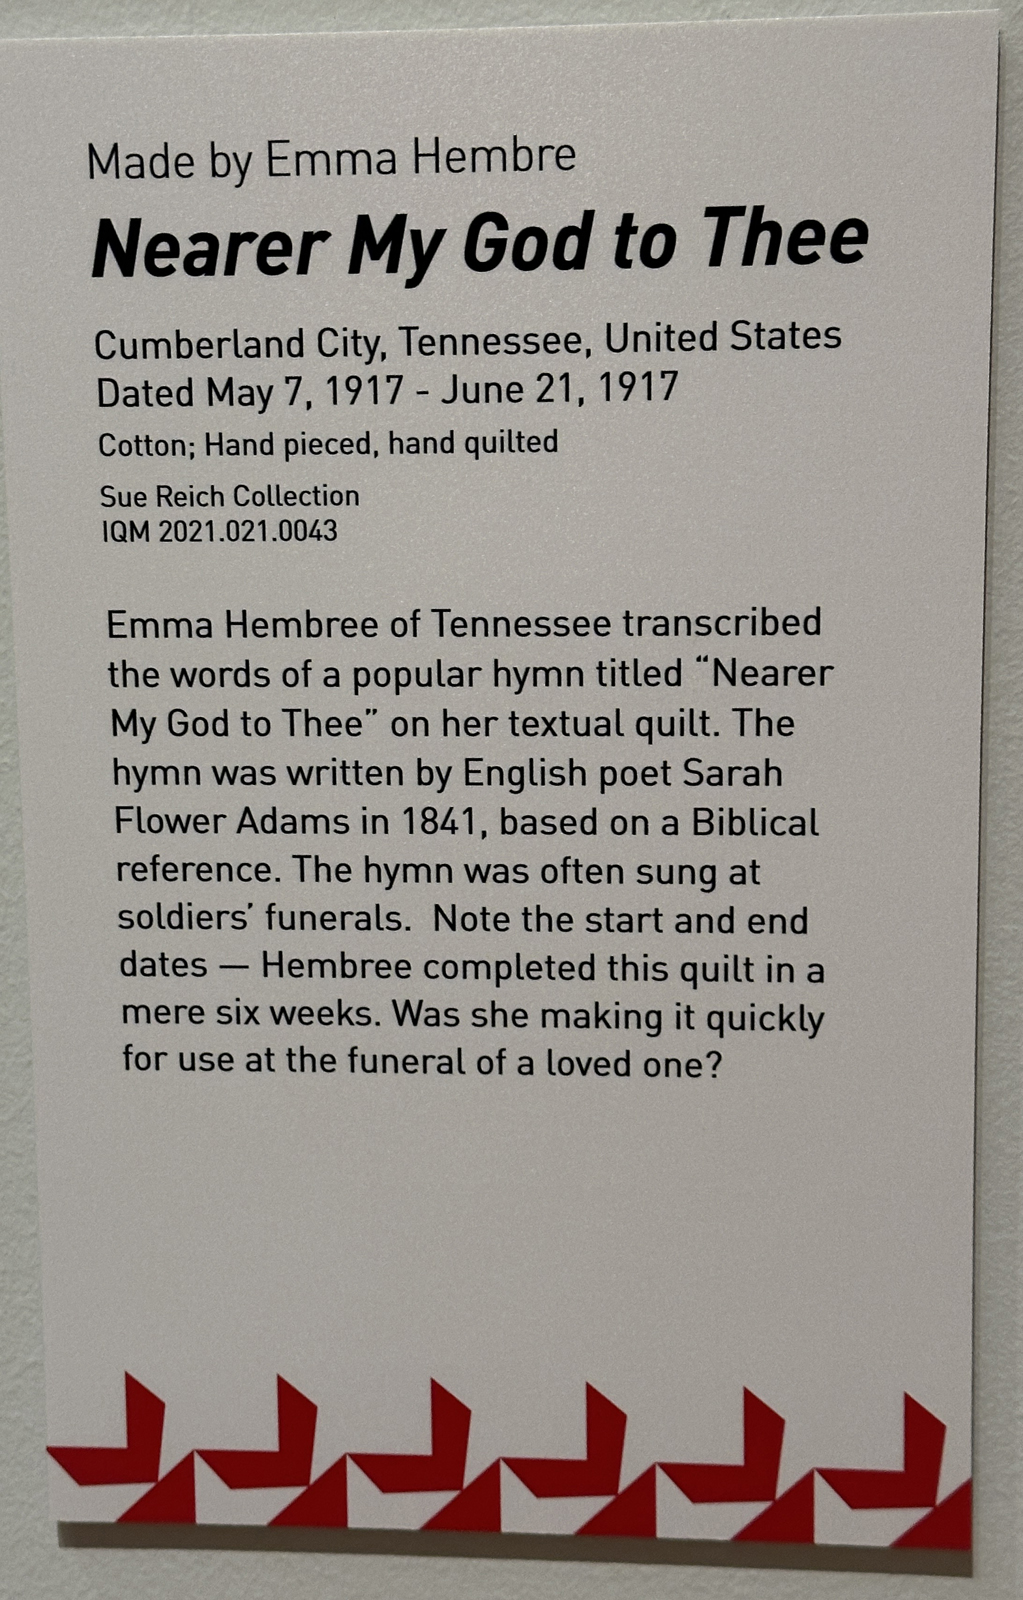 Made by Emma Hembre
Nearer My God to Thee
Cumberland City, Tennessee, United States
Dated May 7, 1917 - June 21, 1917
Cotton; Hand pieced, hand quilted
Sue Reich Collection
IQM 2021.021.0043
Emma Hembree of Tennessee transcribed
the words of a popular hymn titled “Nearer
My God to Thee” on her textual quilt. The
hymn was written by English poet Sarah
Flower Adams in 1841, based on a Biblical
reference. The hymn was often sung at
soldiers’ funerals.  Note the start and end
dates — Hembree completed this quilt in a
mere six weeks. Was she making it quickly
for use at the funeral of a loved one?